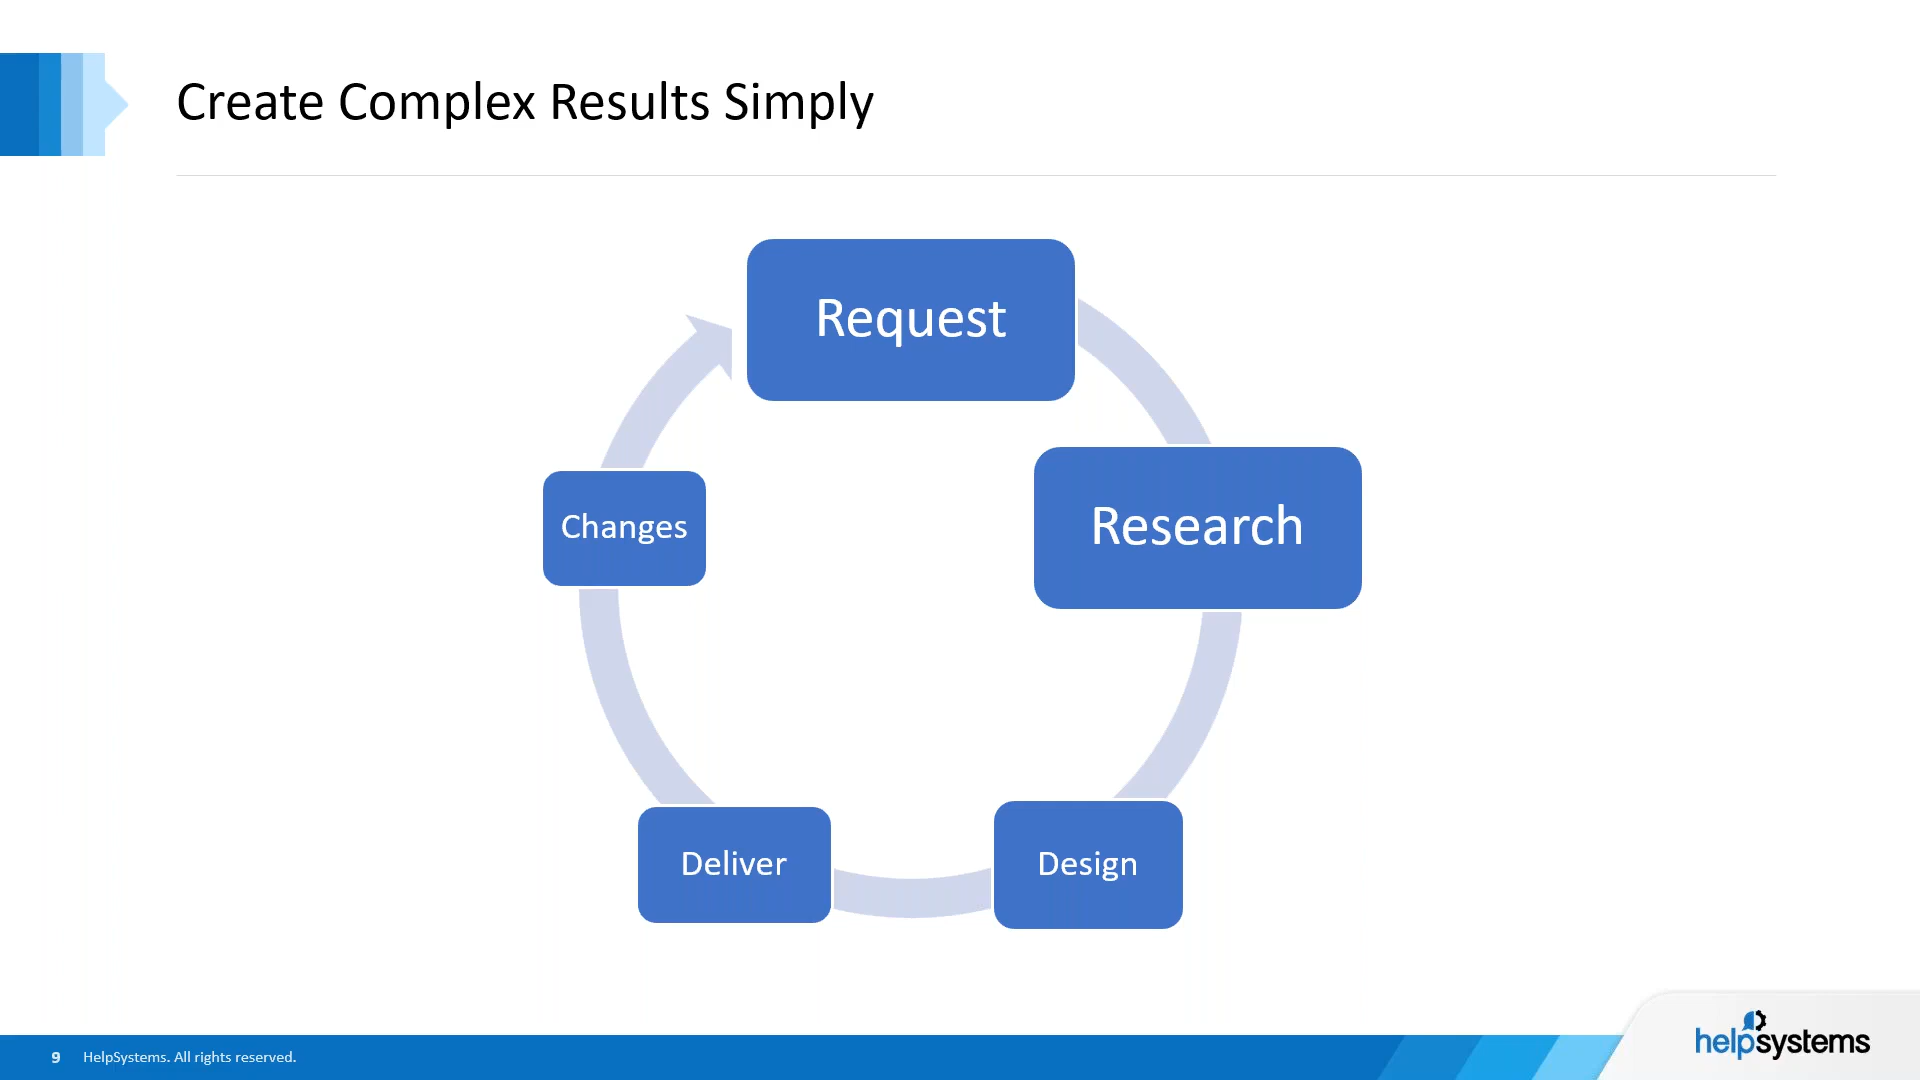 Create Complex Results Simply
Request
Research
Changes
Deliver
Design
9 HelpSystems. All rights reserved.
helpsystems